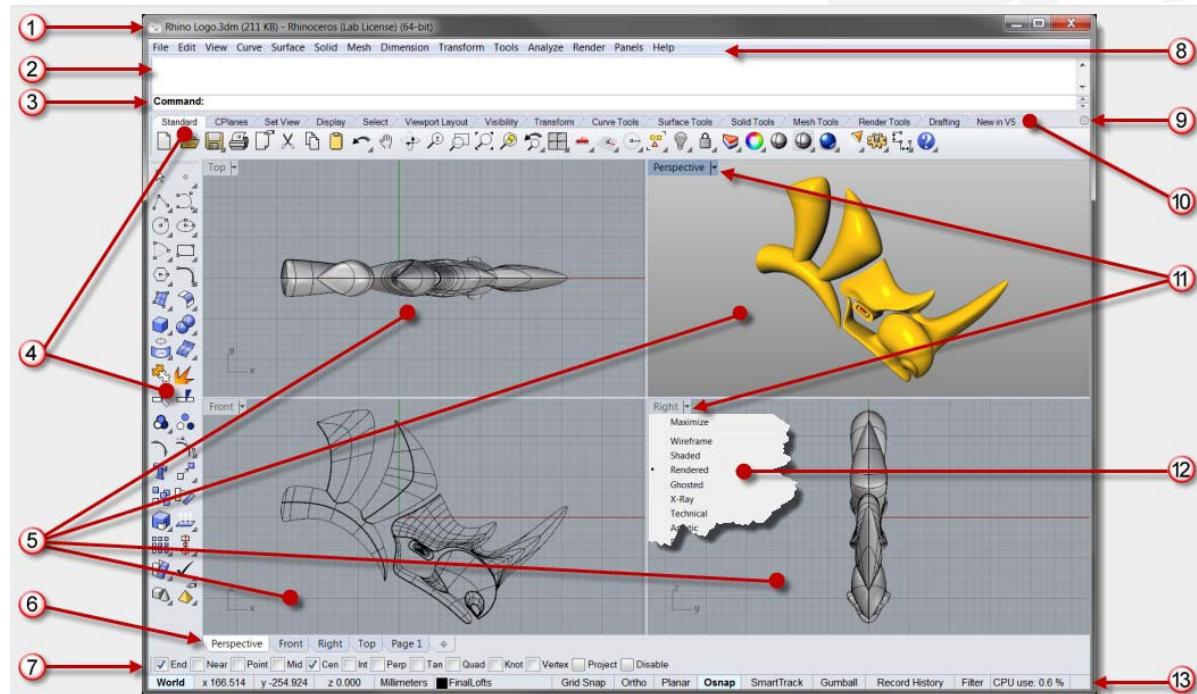 Rhino Logo.3dm (211 KB) - Rhinoceros (Lab License) (64-bit)
1
File Edit View Curve Surface Solid Mesh Dimension Transform Tools Analyze Render Panels Help
8
2
3
Command:
Standard CPlanes Set View Display Select Viewport Layout Visibility Transform Curve Tools Surface Tools Solid Tools Mesh Tools Render Tools Drafting New in V5
9
10
Top
Perspective
11
4
y
x
Front
Right
Maximize
Wireframe
Shaded
Rendered
Ghosted
X-Ray
Technical
12
5
z
x
z
y
6
Perspective Front Right Top Page 1
7
End Near Point Mid Cen Int Perp Tan Quad Knot Vertex Project Disable
World x 166.514 y -254.924 z 0.000 Millimeters FinalLofts Grid Snap Ortho Planar Osnap SmartTrack Gumball Record History Filter CPU use: 0.6 %
13